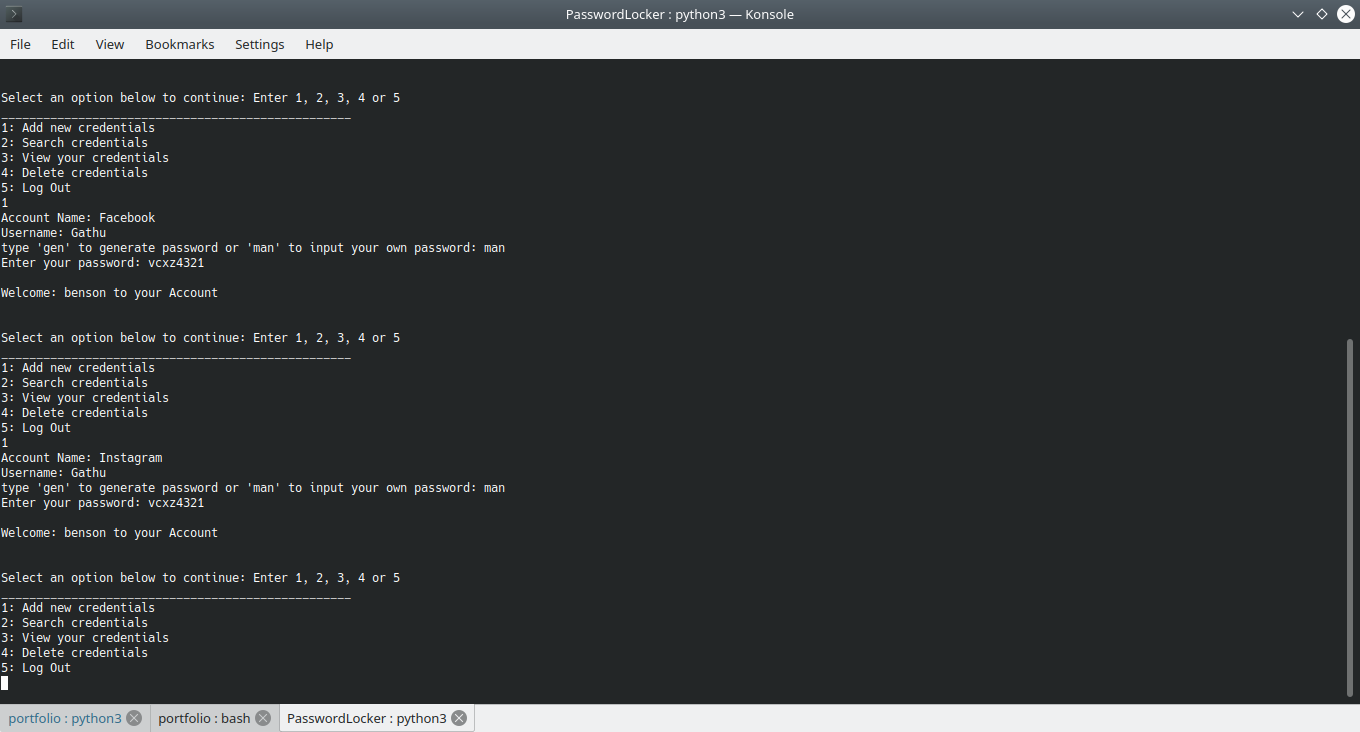 PasswordLocker : python3 — Konsole
File Edit View Bookmarks Settings Help
Select an option below to continue: Enter 1, 2, 3, 4 or 5
__________________________________________________
1: Add new credentials
2: Search credentials
3: View your credentials
4: Delete credentials
5: Log Out
1
Account Name: Facebook
Username: Gathu
type 'gen' to generate password or 'man' to input your own password: man
Enter your password: vcxz4321
Welcome: benson to your Account
Select an option below to continue: Enter 1, 2, 3, 4 or 5
__________________________________________________
1: Add new credentials
2: Search credentials
3: View your credentials
4: Delete credentials
5: Log Out
1
Account Name: Instagram
Username: Gathu
type 'gen' to generate password or 'man' to input your own password: man
Enter your password: vcxz4321
Welcome: benson to your Account
Select an option below to continue: Enter 1, 2, 3, 4 or 5
__________________________________________________
1: Add new credentials
2: Search credentials
3: View your credentials
4: Delete credentials
5: Log Out
portfolio : python3 portfolio : bash PasswordLocker : python3